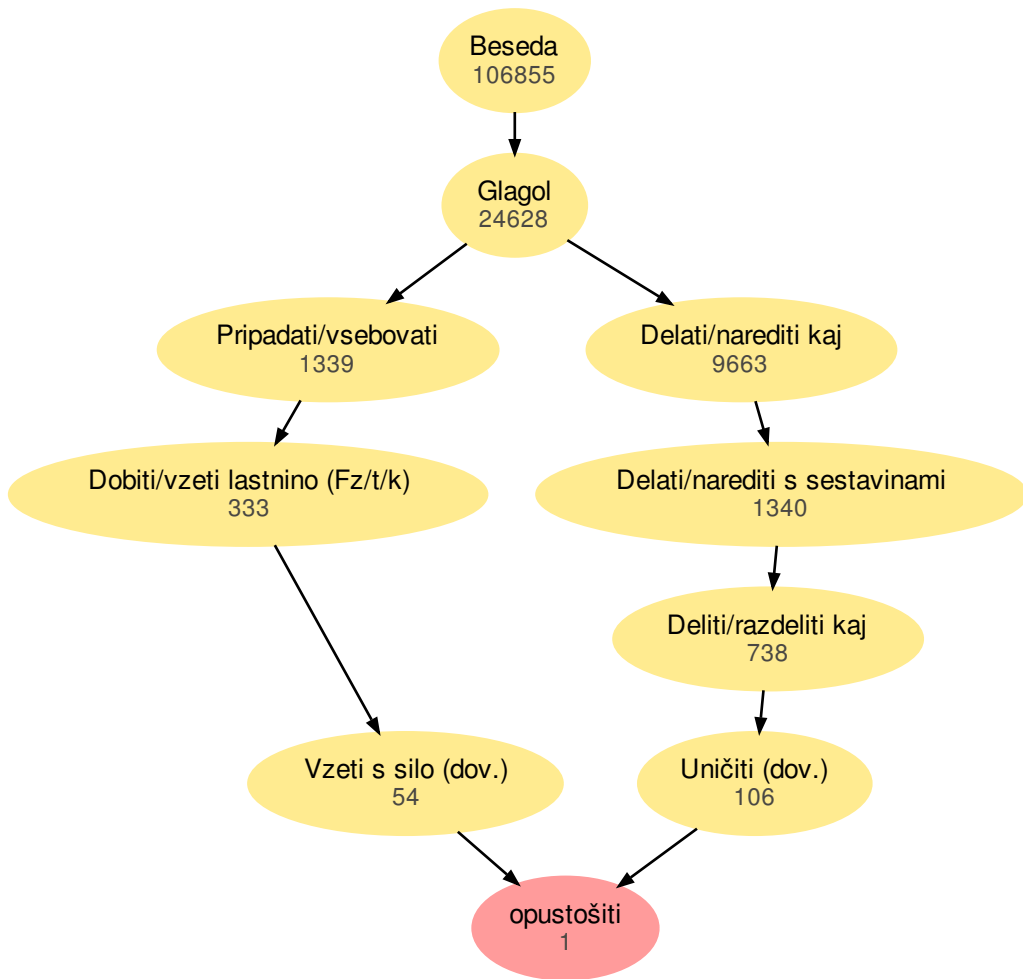 Beseda
106855
Glagol
24628
Pripadati/vsebovati
1339
Delati/narediti kaj
9663
Dobiti/vzeti lastnino (Fz/t/k)
333
Delati/narediti s sestavinami
1340
Deliti/razdeliti kaj
738
Vzeti s silo (dov.)
54
Uničiti (dov.)
106
opustošiti
1